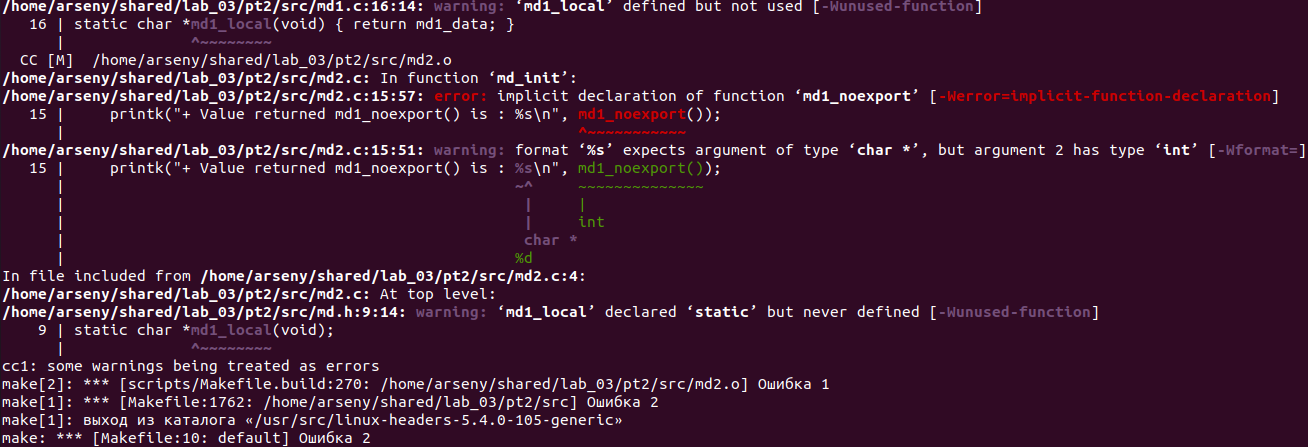 /home/arseny/shared/lab_03/pt2/src/md1.c:16:14: warning: ‘md1_local’ defined but not used [-Wunused-function]
   16 | static char *md1_local(void) { return md1_data; }
      |              ^~~~~~~~~
  CC [M]  /home/arseny/shared/lab_03/pt2/src/md2.o
/home/arseny/shared/lab_03/pt2/src/md2.c: In function ‘md_init’:
/home/arseny/shared/lab_03/pt2/src/md2.c:15:57: error: implicit declaration of function ‘md1_noexport’ [-Werror=implicit-function-declaration]
   15 |     printk("+ Value returned md1_noexport() is : %s\n", md1_noexport());
      |                                                         ^~~~~~~~~~~~
/home/arseny/shared/lab_03/pt2/src/md2.c:15:51: warning: format ‘%s’ expects argument of type ‘char *’, but argument 2 has type ‘int’ [-Wformat=]
   15 |     printk("+ Value returned md1_noexport() is : %s\n", md1_noexport());
      |                                                  ~^     ~~~~~~~~~~~~~~
      |                                                   |     |
      |                                                   |     int
      |                                                   char *
      |                                                  %d
In file included from /home/arseny/shared/lab_03/pt2/src/md2.c:4:
/home/arseny/shared/lab_03/pt2/src/md2.c: At top level:
/home/arseny/shared/lab_03/pt2/src/md.h:9:14: warning: ‘md1_local’ declared ‘static’ but never defined [-Wunused-function]
    9 | static char *md1_local(void);
      |              ^~~~~~~~~
cc1: some warnings being treated as errors
make[2]: *** [scripts/Makefile.build:270: /home/arseny/shared/lab_03/pt2/src/md2.o] Ошибка 1
make[1]: *** [Makefile:1762: /home/arseny/shared/lab_03/pt2/src] Ошибка 2
make[1]: выход из каталога «/usr/src/linux-headers-5.4.0-105-generic»
make: *** [Makefile:10: default] Ошибка 2